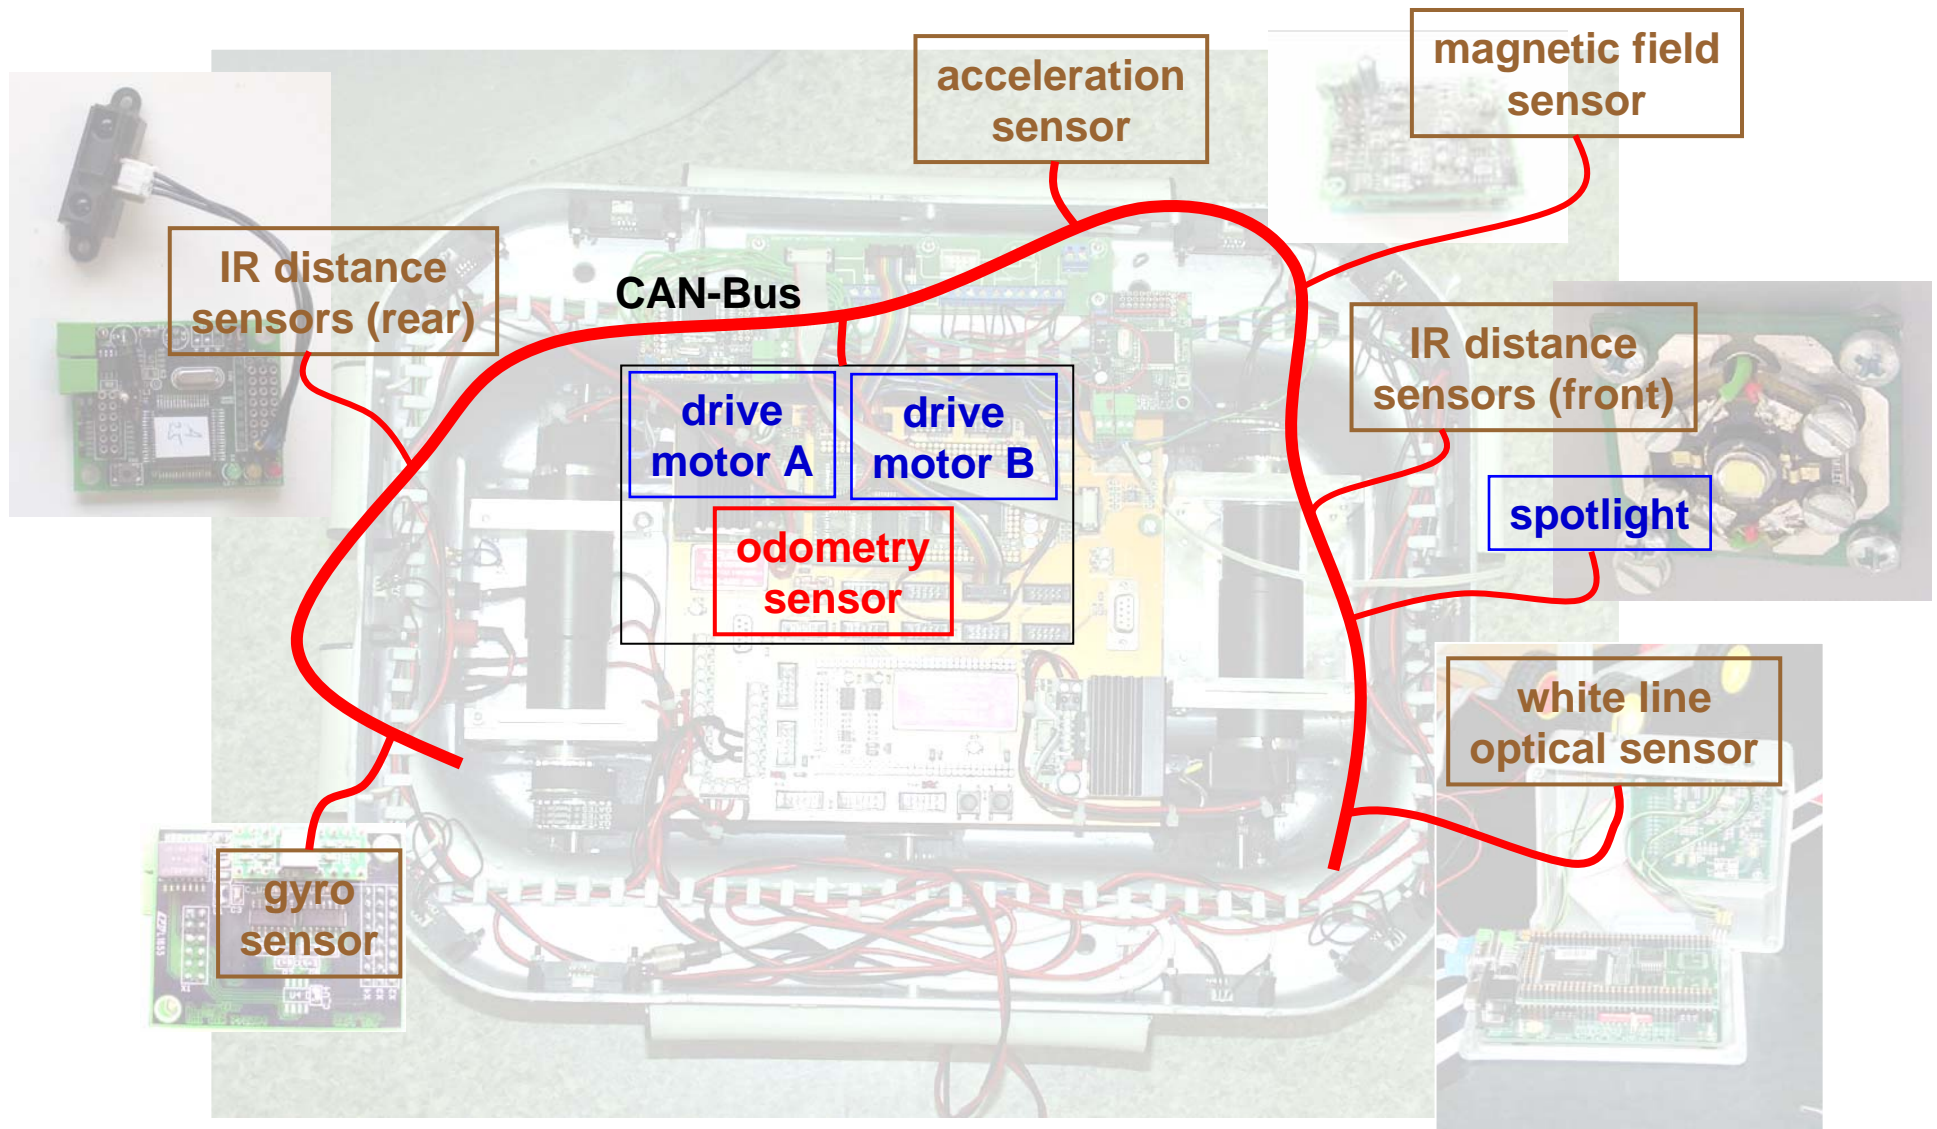 acceleration
sensor
magnetic field
sensor
IR distance
sensors (rear)
CAN-Bus
IR distance
sensors (front)
drive
motor A
drive
motor B
spotlight
odometry
sensor
white line
optical sensor
gyro
sensor